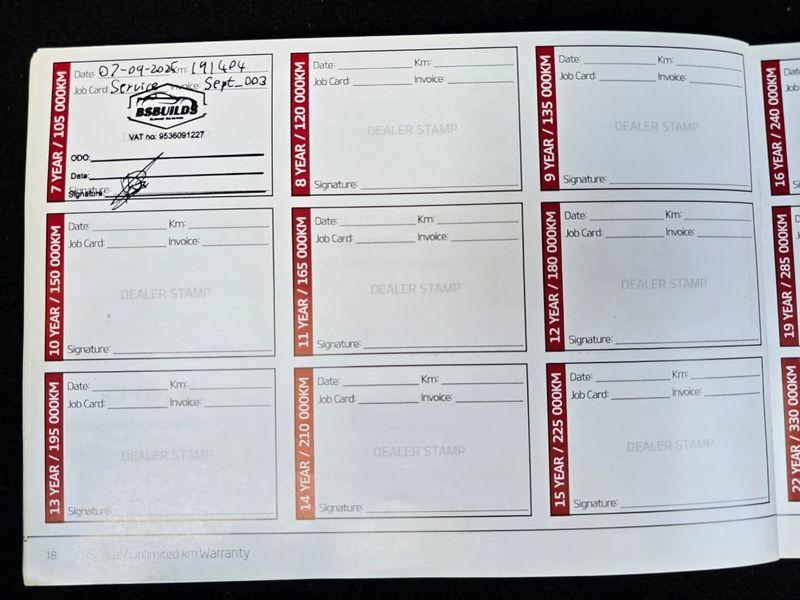 7 YEAR / 105 000KM
Date: 07-09-2025 Km: 191404
Job Card: Service Invoice: Sept_003
BSBUILDS
VAT no: 9536091227
ODO:
Date:
Signature:
Signature:
8 YEAR / 120 000KM
Date: Km:
Job Card: Invoice:
DEALER STAMP
Signature:
9 YEAR / 135 000KM
Date: Km:
Job Card: Invoice:
DEALER STAMP
Signature:
16 YEAR / 240 000KM
Date
Job
10 YEAR / 150 000KM
Date: Km:
Job Card: Invoice:
DEALER STAMP
Signature:
11 YEAR / 165 000KM
Date: Km:
Job Card: Invoice:
DEALER STAMP
Signature:
12 YEAR / 180 000KM
Date: Km:
Job Card: Invoice:
DEALER STAMP
Signature:
19 YEAR / 285 000KM
13 YEAR / 195 000KM
Date: Km:
Job Card: Invoice:
DEALER STAMP
Signature:
14 YEAR / 210 000KM
Date: Km:
Job Card: Invoice:
DEALER STAMP
Signature:
15 YEAR / 225 000KM
Date: Km:
Job Card: Invoice:
DEALER STAMP
Signature:
22 YEAR / 330 000KM
18 5 Year/Unlimited km Warranty